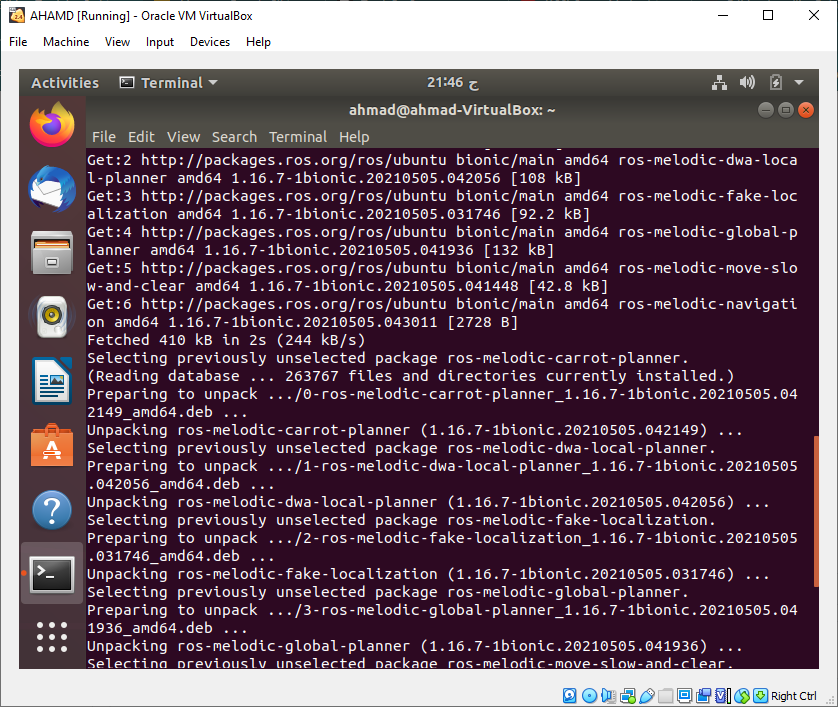 AHAMD [Running] - Oracle VM VirtualBox
File Machine View Input Devices Help
Activities Terminal 21:46 ح
ahmad@ahmad-VirtualBox: ~
File Edit View Search Terminal Help
Get:2 http://packages.ros.org/ros/ubuntu bionic/main amd64 ros-melodic-dwa-loca
l-planner amd64 1.16.7-1bionic.20210505.042056 [108 kB]
Get:3 http://packages.ros.org/ros/ubuntu bionic/main amd64 ros-melodic-fake-loc
alization amd64 1.16.7-1bionic.20210505.031746 [92.2 kB]
Get:4 http://packages.ros.org/ros/ubuntu bionic/main amd64 ros-melodic-global-p
lanner amd64 1.16.7-1bionic.20210505.041936 [132 kB]
Get:5 http://packages.ros.org/ros/ubuntu bionic/main amd64 ros-melodic-move-slo
w-and-clear amd64 1.16.7-1bionic.20210505.041448 [42.8 kB]
Get:6 http://packages.ros.org/ros/ubuntu bionic/main amd64 ros-melodic-navigati
on amd64 1.16.7-1bionic.20210505.043011 [2728 B]
Fetched 410 kB in 2s (244 kB/s)
Selecting previously unselected package ros-melodic-carrot-planner.
(Reading database ... 263767 files and directories currently installed.)
Preparing to unpack .../0-ros-melodic-carrot-planner_1.16.7-1bionic.20210505.04
2149_amd64.deb ...
Unpacking ros-melodic-carrot-planner (1.16.7-1bionic.20210505.042149) ...
Selecting previously unselected package ros-melodic-dwa-local-planner.
Preparing to unpack .../1-ros-melodic-dwa-local-planner_1.16.7-1bionic.20210505
.042056_amd64.deb ...
Unpacking ros-melodic-dwa-local-planner (1.16.7-1bionic.20210505.042056) ...
Selecting previously unselected package ros-melodic-fake-localization.
Preparing to unpack .../2-ros-melodic-fake-localization_1.16.7-1bionic.20210505
.031746_amd64.deb ...
Unpacking ros-melodic-fake-localization (1.16.7-1bionic.20210505.031746) ...
Selecting previously unselected package ros-melodic-global-planner.
Preparing to unpack .../3-ros-melodic-global-planner_1.16.7-1bionic.20210505.04
1936_amd64.deb ...
Unpacking ros-melodic-global-planner (1.16.7-1bionic.20210505.041936) ...
Selecting previously unselected package ros-melodic-move-slow-and-clear.
Right Ctrl